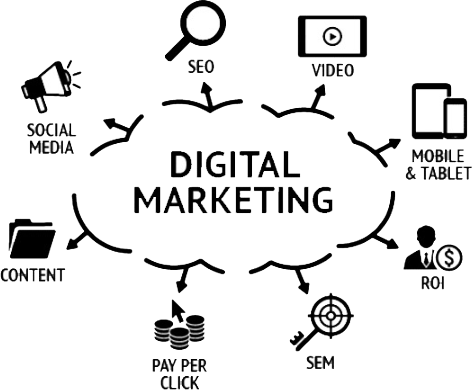 SEO
VIDEO
SOCIAL
MEDIA
MOBILE
& TABLET
DIGITAL
MARKETING
CONTENT
$
ROI
PAY PER
CLICK
SEM